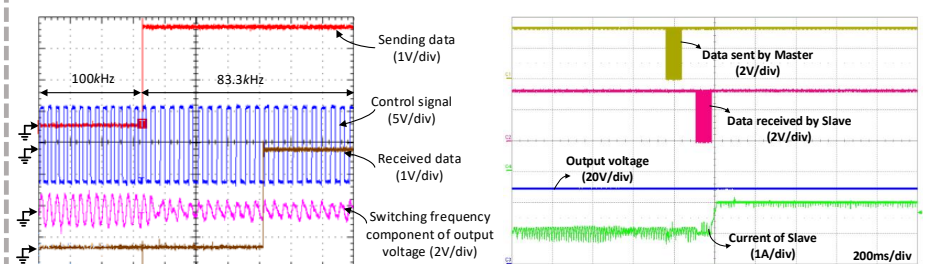 Sending data
(1V/div)
100kHz
83.3kHz
T
Control signal
(5V/div)
Received data
(1V/div)
Switching frequency
component of output
voltage (2V/div)
Data sent by Master
(2V/div)
Data received by Slave
(2V/div)
Output voltage
(20V/div)
Current of Slave
(1A/div)
200ms/div